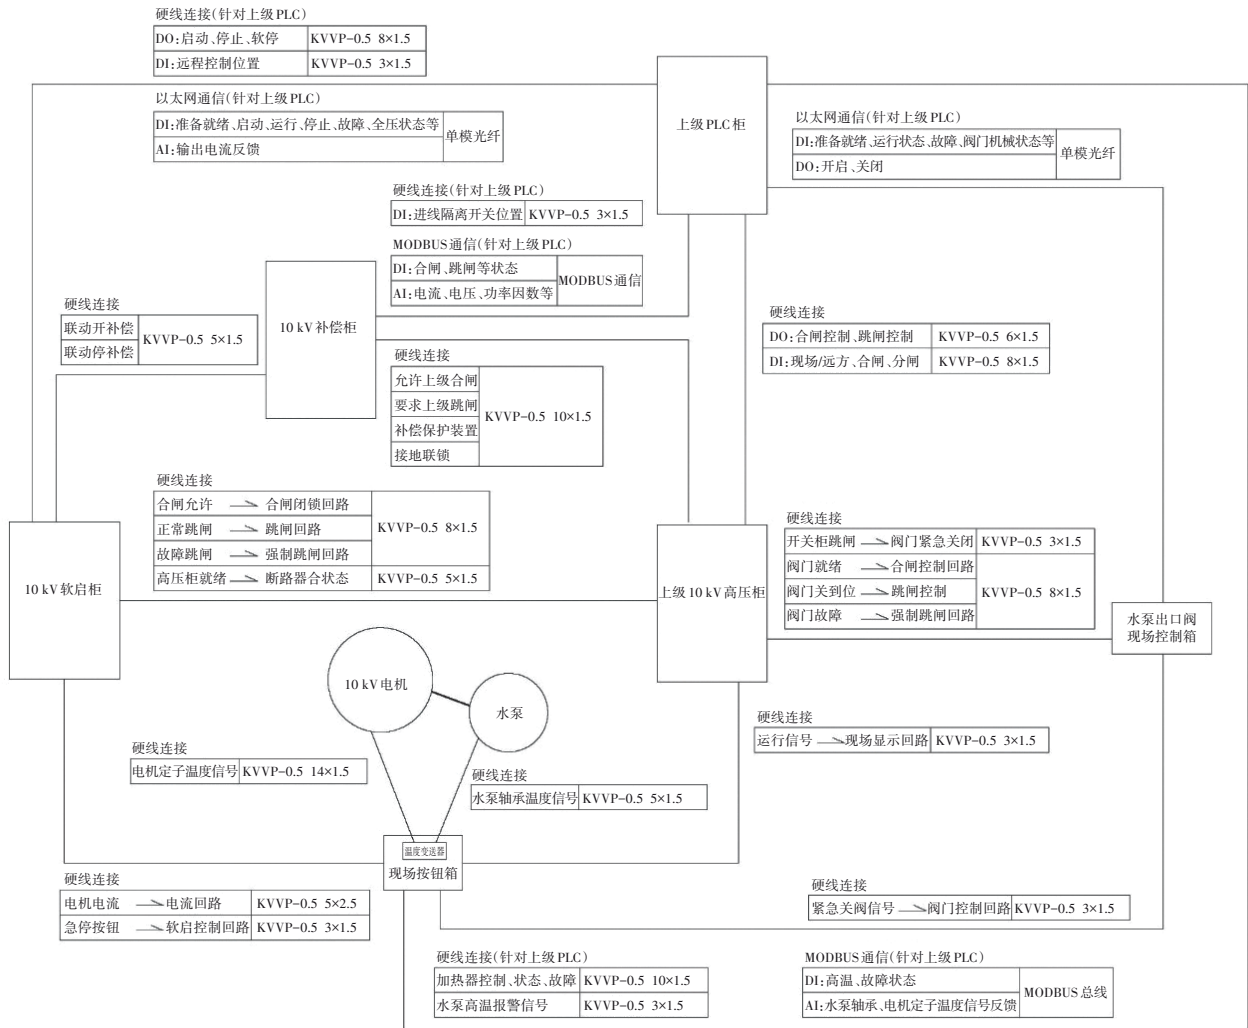 硬线连接(针对上级PLC)
DO:启动、停止、软停 KVVP-0.5 8×1.5
DI:远程控制位置 KVVP-0.5 3×1.5
以太网通信(针对上级PLC)
DI:准备就绪、启动、运行、停止、故障、全压状态等 单模光纤
AI:输出电流反馈
上级PLC柜
以太网通信(针对上级PLC)
DI:准备就绪、运行状态、故障、阀门机械状态等 单模光纤
DO:开启、关闭
硬线连接(针对上级PLC)
DI:进线隔离开关位置 KVVP-0.5 3×1.5
MODBUS通信(针对上级PLC)
DI:合闸、跳闸等状态 MODBUS通信
AI:电流、电压、功率因数等
硬线连接
联动开补偿 KVVP-0.5 5×1.5
联动停补偿
10 kV补偿柜
硬线连接
允许上级合闸
要求上级跳闸 KVVP-0.5 10×1.5
补偿保护装置
接地联锁
硬线连接
DO:合闸控制、跳闸控制 KVVP-0.5 6×1.5
DI:现场/远方、合闸、分闸 KVVP-0.5 8×1.5
硬线连接
合闸允许 合闸闭锁回路
正常跳闸 跳闸回路 KVVP-0.5 8×1.5
故障跳闸 强制跳闸回路
高压柜就绪 断路器合状态 KVVP-0.5 5×1.5
10 kV软启柜
上级10 kV高压柜
硬线连接
开关柜跳闸 阀门紧急关闭 KVVP-0.5 3×1.5
阀门就绪 合闸控制回路
阀门关到位 跳闸控制 KVVP-0.5 8×1.5
阀门故障 强制跳闸回路
水泵出口阀
现场控制箱
10 kV电机
水泵
硬线连接
运行信号 现场显示回路 KVVP-0.5 3×1.5
硬线连接
电机定子温度信号 KVVP-0.5 14×1.5
硬线连接
水泵轴承温度信号 KVVP-0.5 5×1.5
温度变送器
现场按钮箱
硬线连接
电机电流 电流回路 KVVP-0.5 5×2.5
急停按钮 软启控制回路 KVVP-0.5 3×1.5
硬线连接
紧急关阀信号 阀门控制回路 KVVP-0.5 3×1.5
硬线连接(针对上级PLC)
加热器控制、状态、故障 KVVP-0.5 10×1.5
水泵高温报警信号 KVVP-0.5 3×1.5
MODBUS通信(针对上级PLC)
DI:高温、故障状态 MODBUS总线
AI:水泵轴承、电机定子温度信号反馈